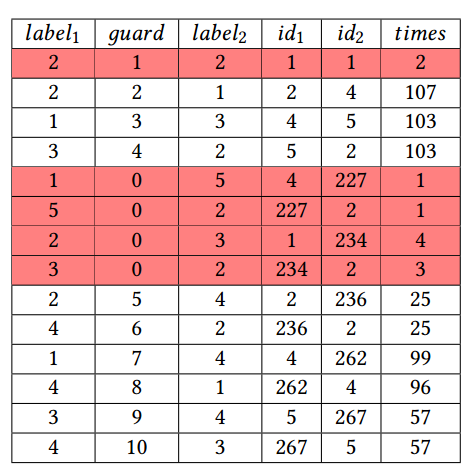 label₁ guard label₂ id₁ id₂ times
2 1 2 1 1 2
2 2 1 2 4 107
1 3 3 4 5 103
3 4 2 5 2 103
1 0 5 4 227 1
5 0 2 227 2 1
2 0 3 1 234 4
3 0 2 234 2 3
2 5 4 2 236 25
4 6 2 236 2 25
1 7 4 4 262 99
4 8 1 262 4 96
3 9 4 5 267 57
4 10 3 267 5 57